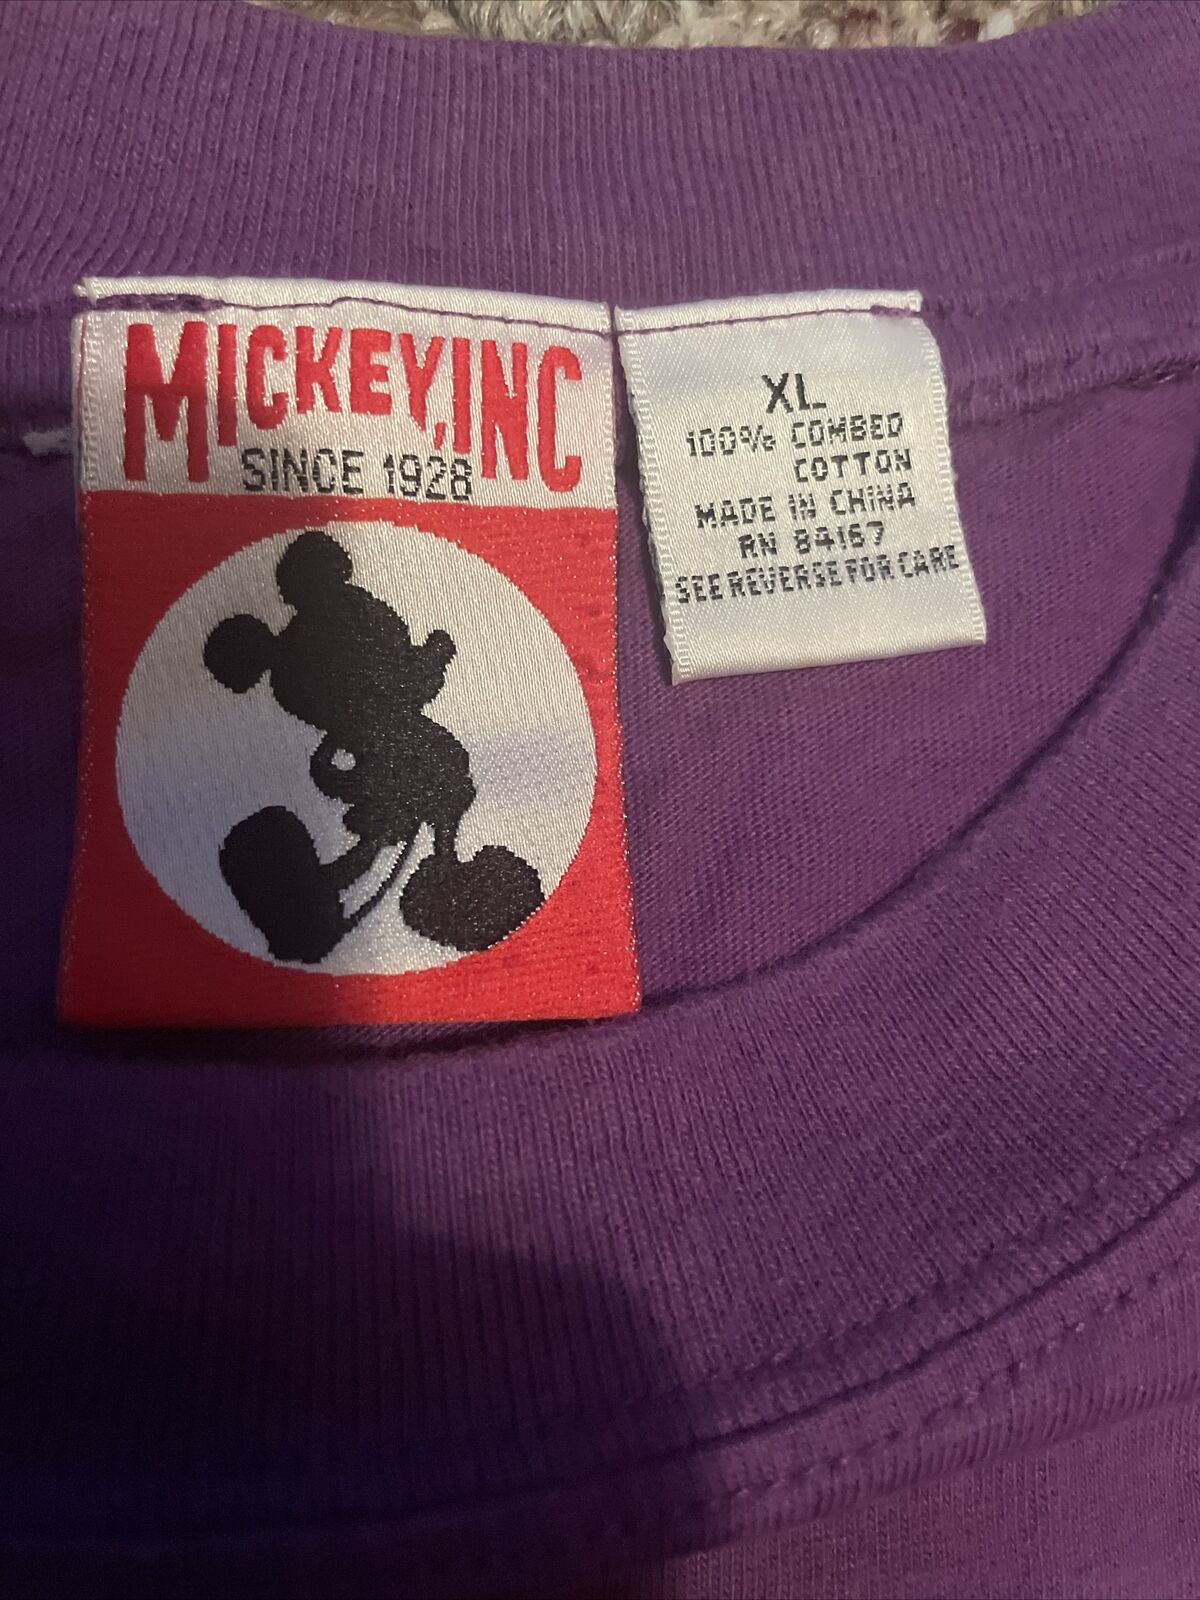 MICKEY,INC
SINCE 1928
XL
100% COMBED
COTTON
MADE IN CHINA
RN 84167
SEE REVERSE FOR CARE